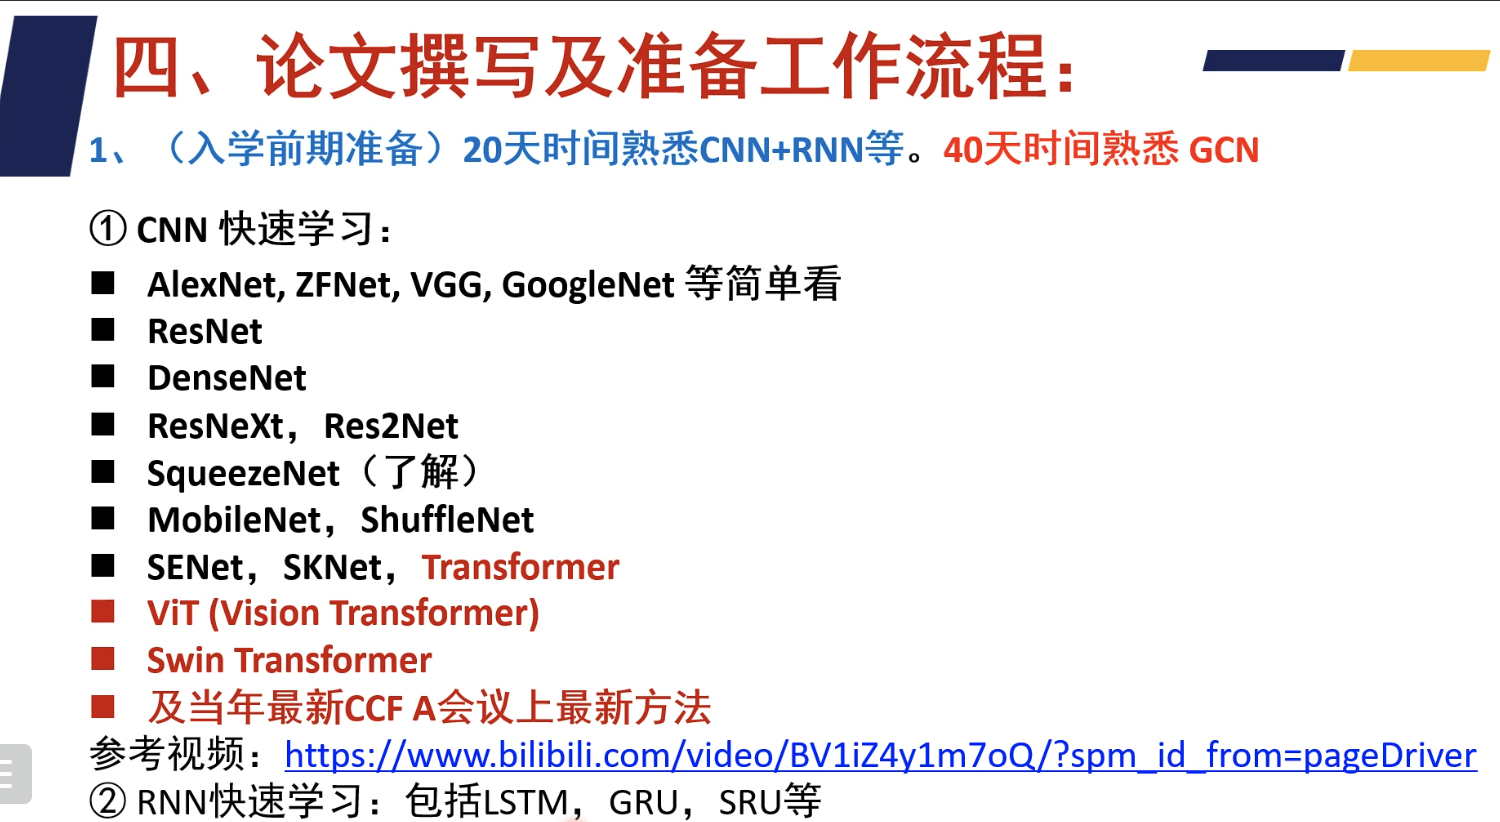 四、论文撰写及准备工作流程：
1、（入学前期准备）20天时间熟悉CNN+RNN等。40天时间熟悉 GCN
① CNN 快速学习：
■ AlexNet, ZFNet, VGG, GoogleNet 等简单看
■ ResNet
■ DenseNet
■ ResNeXt，Res2Net
■ SqueezeNet（了解）
■ MobileNet，ShuffleNet
■ SENet，SKNet，Transformer
■ ViT (Vision Transformer)
■ Swin Transformer
■ 及当年最新CCF A会议上最新方法
参考视频：https://www.bilibili.com/video/BV1iZ4y1m7oQ/?spm_id_from=pageDriver
② RNN快速学习：包括LSTM，GRU，SRU等